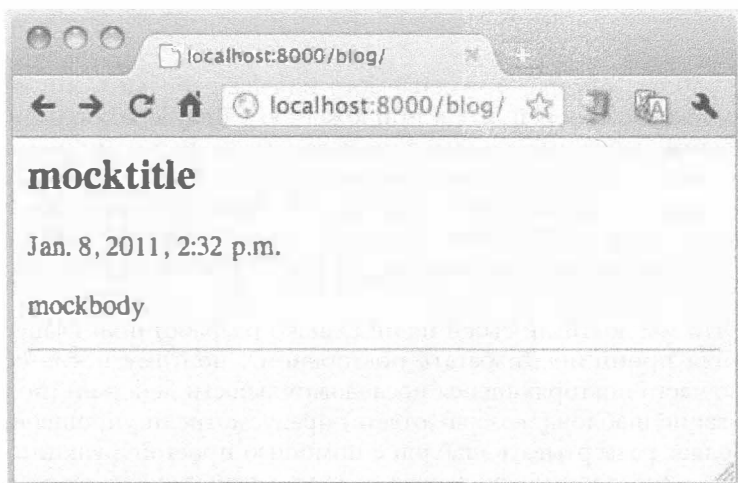 localhost:8000/blog/
localhost:8000/blog/
mocktitle
Jan. 8, 2011, 2:32 p.m.
mockbody